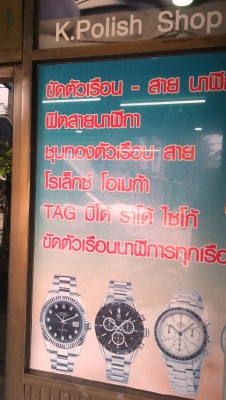 K.Polish Shop
ขัดตัวเรือน - สาย
ฟิตสายนาฬิกา
ชุบทองตัวเรือน สาย
โรเล็กซ์ โอเมก้า
TAG มิโด้ ราโด้ ไซโก้
ขัดตัวเรือนนาฬิกา